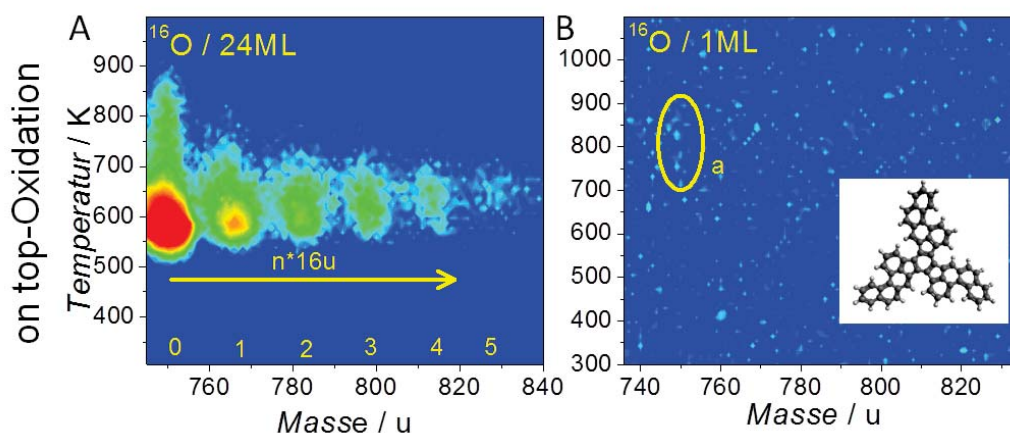 on top-Oxidation
A
16O / 24ML
Temperatur / K
900
800
700
600
500
400
n*16u
0 1 2 3 4 5
760 780 800 820 840
Masse / u
B
16O / 1ML
1100
1000
900
800
700
600
500
400
300
a
740 760 780 800 820
Masse / u